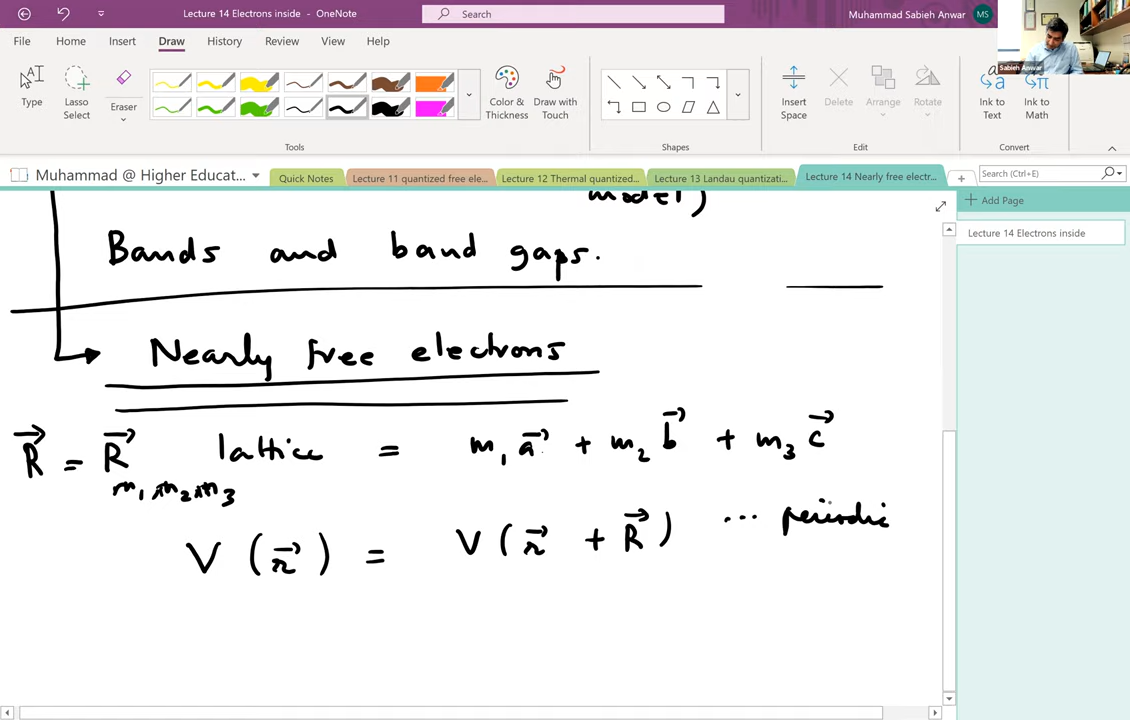 Lecture 14 Electrons inside - OneNote
Search
Muhammad Sabieh Anwar
MS
File Home Insert Draw History Review View Help
Sabieh Anwar
Type
Lasso Select
Eraser
Color & Thickness
Draw with Touch
Insert Space
Delete
Arrange
Rotate
Ink to Text
Ink to Math
Tools
Shapes
Edit
Convert
Muhammad @ Higher Educat...
Quick Notes
Lecture 11 quantized free ele...
Lecture 12 Thermal quantized...
Lecture 13 Landau quantizati...
Lecture 14 Nearly free electr...
Search (Ctrl+E)
Add Page
Lecture 14 Electrons inside
model)
Bands and band gaps.
Nearly free electrons
R⃗ = R⃗ m₁,m₂,m₃ lattice = m₁a⃗ + m₂b⃗ + m₃c⃗
V(r⃗) = V(r⃗ + R⃗) ... periodic